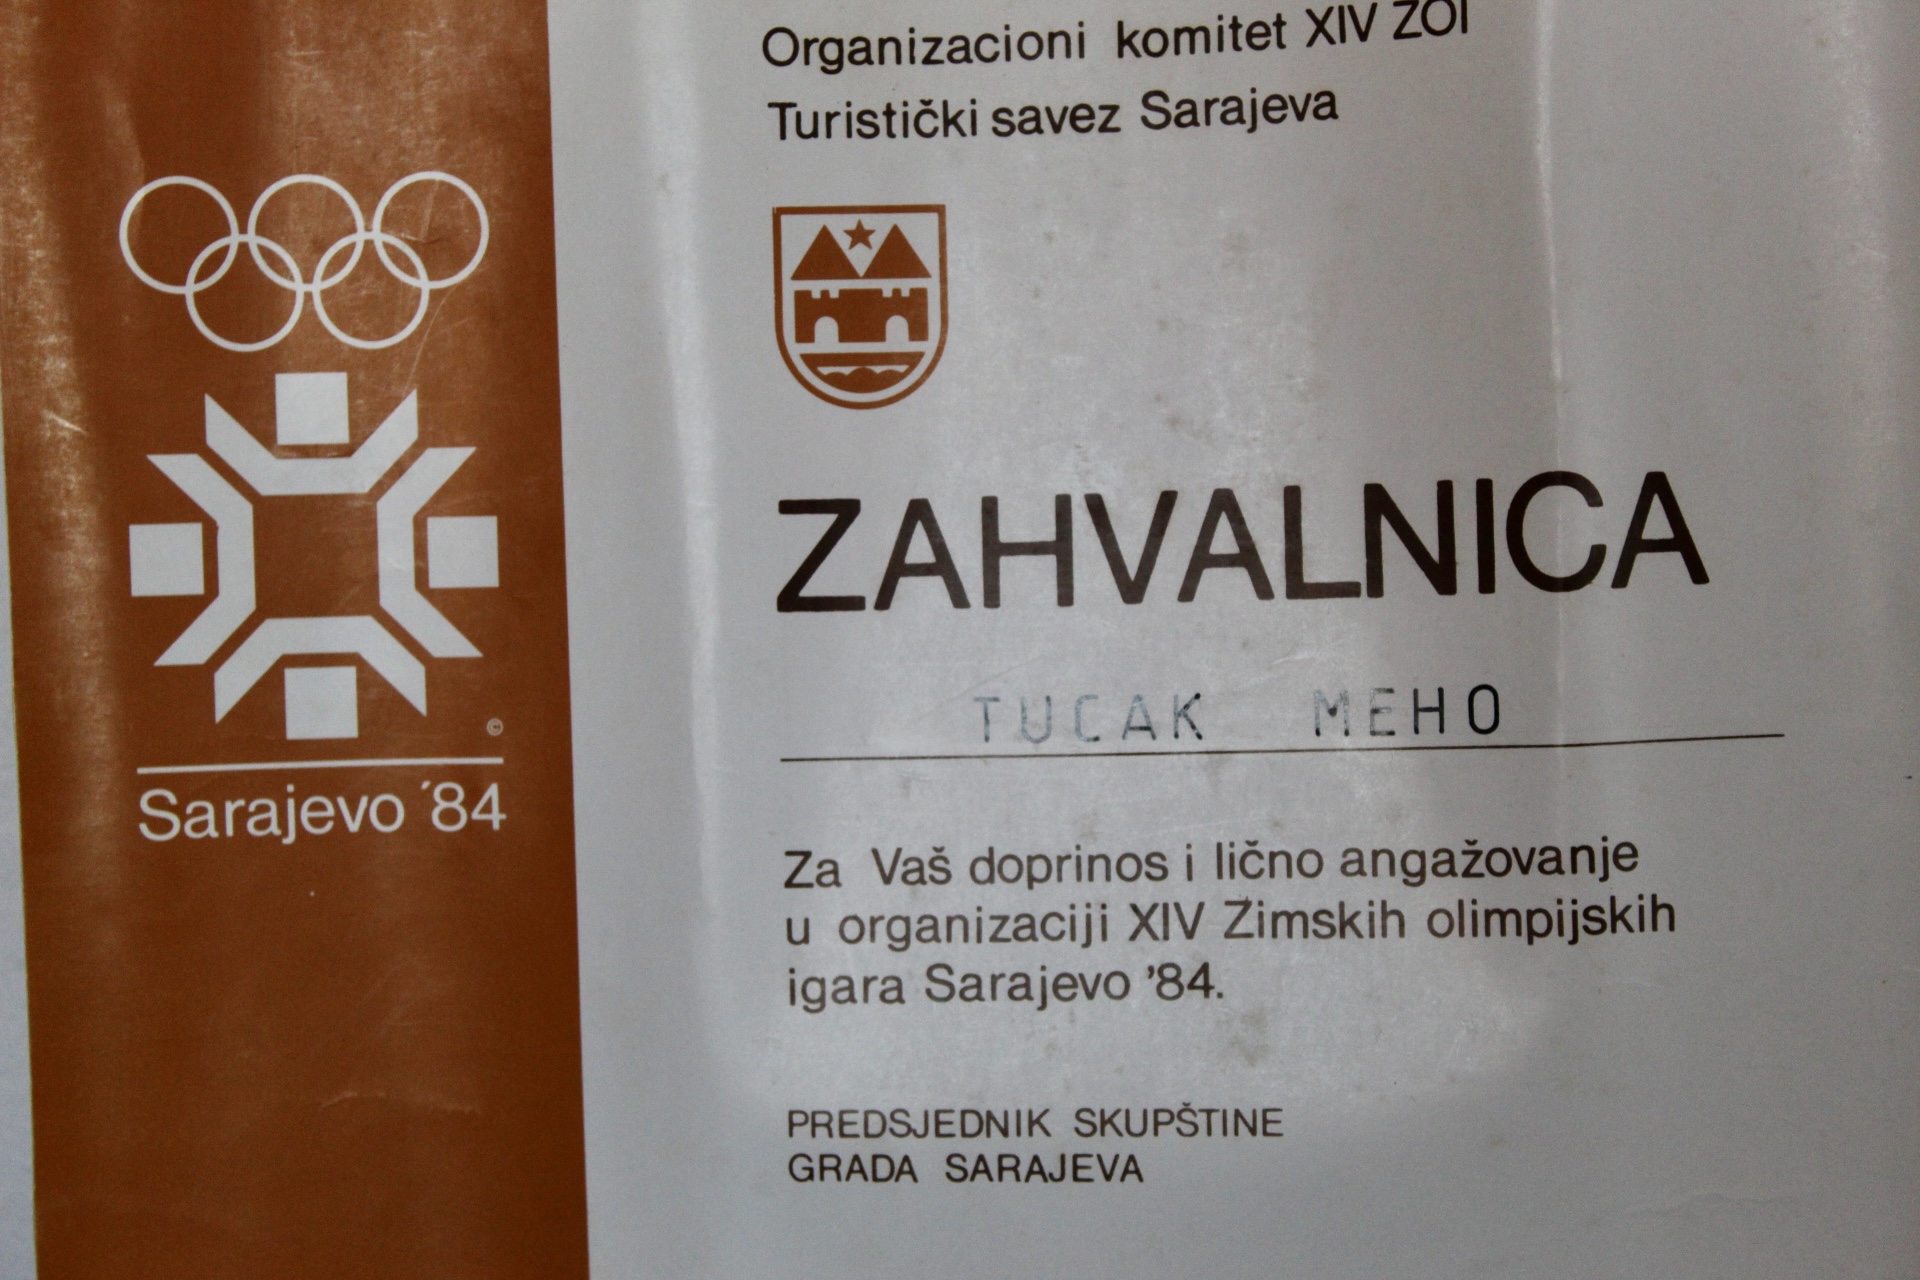 Organizacioni komitet XIV ZOI
Turistički savez Sarajeva
ZAHVALNICA
TUCAK MEHO
©
Sarajevo '84
Za Vaš doprinos i lično angažovanje
u organizaciji XIV Zimskih olimpijskih
igara Sarajevo '84.
PREDSJEDNIK SKUPŠTINE
GRADA SARAJEVA